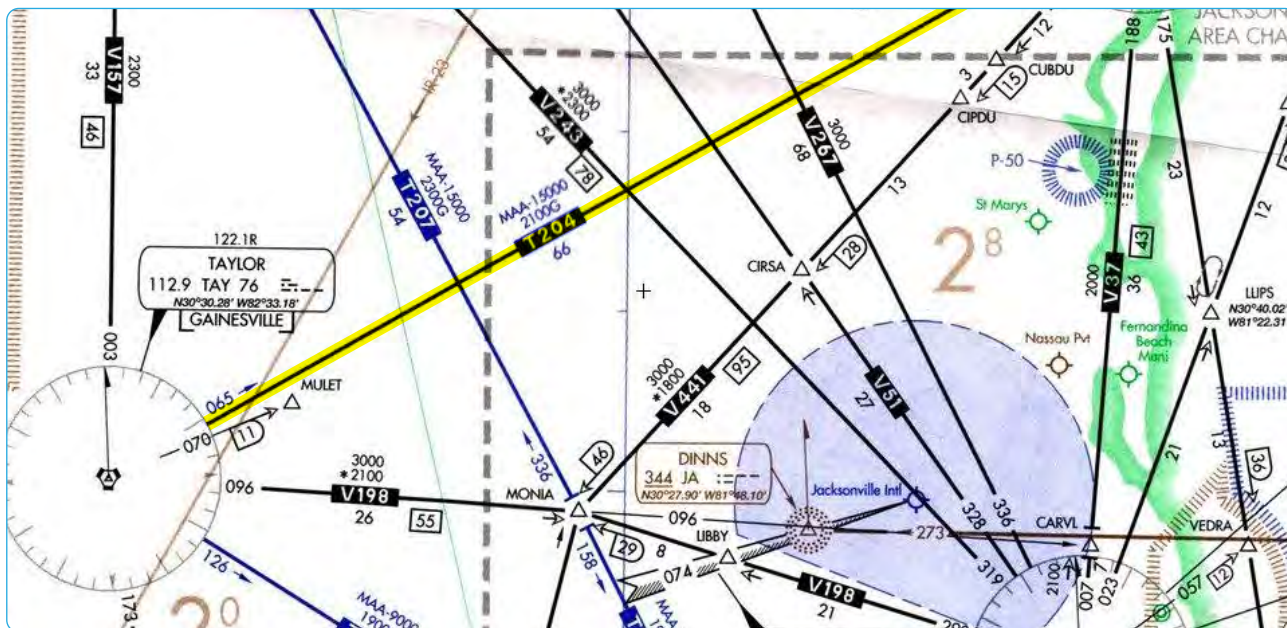 JACKSON
AREA CHA
V157
2300
33
46
IR-23
122.1R
TAYLOR
112.9 TAY 76
N30°30.28' W82°33.18'
GAINESVILLE
003
065
070
11
MULET
096
126
173
MAA-9000
1900
2⁰
3000
*2100
V198
26
55
MAA-15000
2300G
T207
54
MAA-15000
2100G
T204
66
3000
*2300
V243
54
78
3000
V267
68
12
CUBDU
3
15
CIPDU
13
CIRSA
28
95
3000
*1800
V441
18
V51
27
46
MONIA
336
158
29
8
LIBBY
074
096
V198
21
DINNS
344 JA
N30°27.90' W81°48.10'
Jacksonville Intl
273
328
336
319
CARVL
2100
007
7
023
188
175
P-50
St Marys
2⁸
2000
V37
36
43
23
12
LLIPS
N30°40.02'
W81°22.31'
Nassau Pvt
Fernandina
Beach
Muni
21
13
36
VEDRA
057
12